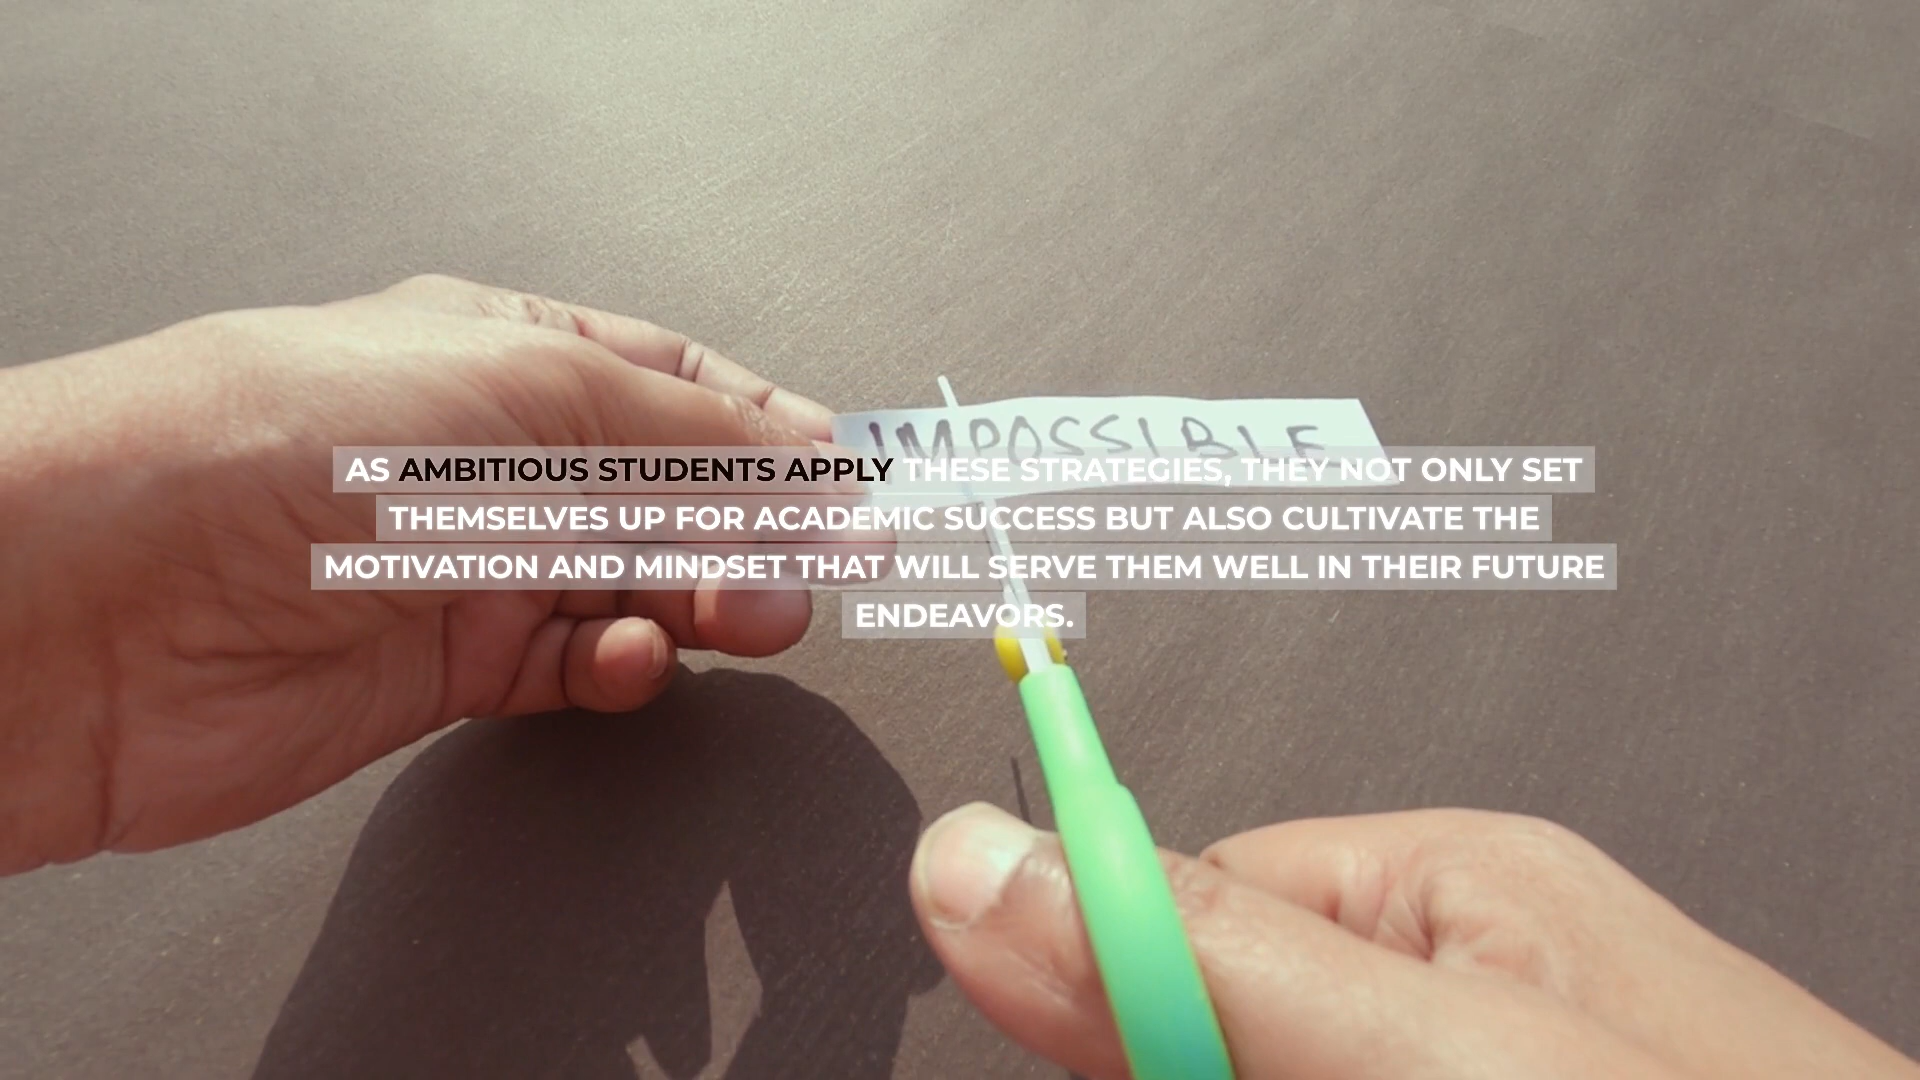 IMPOSSIBLE
AS AMBITIOUS STUDENTS APPLY THESE STRATEGIES, THEY NOT ONLY SET
THEMSELVES UP FOR ACADEMIC SUCCESS BUT ALSO CULTIVATE THE
MOTIVATION AND MINDSET THAT WILL SERVE THEM WELL IN THEIR FUTURE
ENDEAVORS.